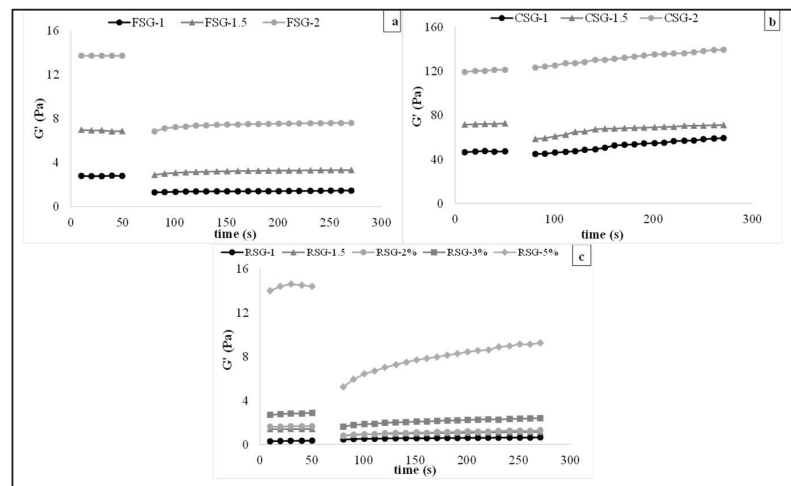 FSG-1 FSG-1.5 FSG-2
a
16
12
8
4
0
G' (Pa)
0 50 100 150 200 250 300
time (s)
CSG-1 CSG-1.5 CSG-2
b
160
120
80
40
0
G' (Pa)
0 100 200 300
time (s)
RSG-1 RSG-1.5 RSG-2% RSG-3% RSG-5%
c
16
12
8
4
0
G' (Pa)
0 50 100 150 200 250 300
time (s)